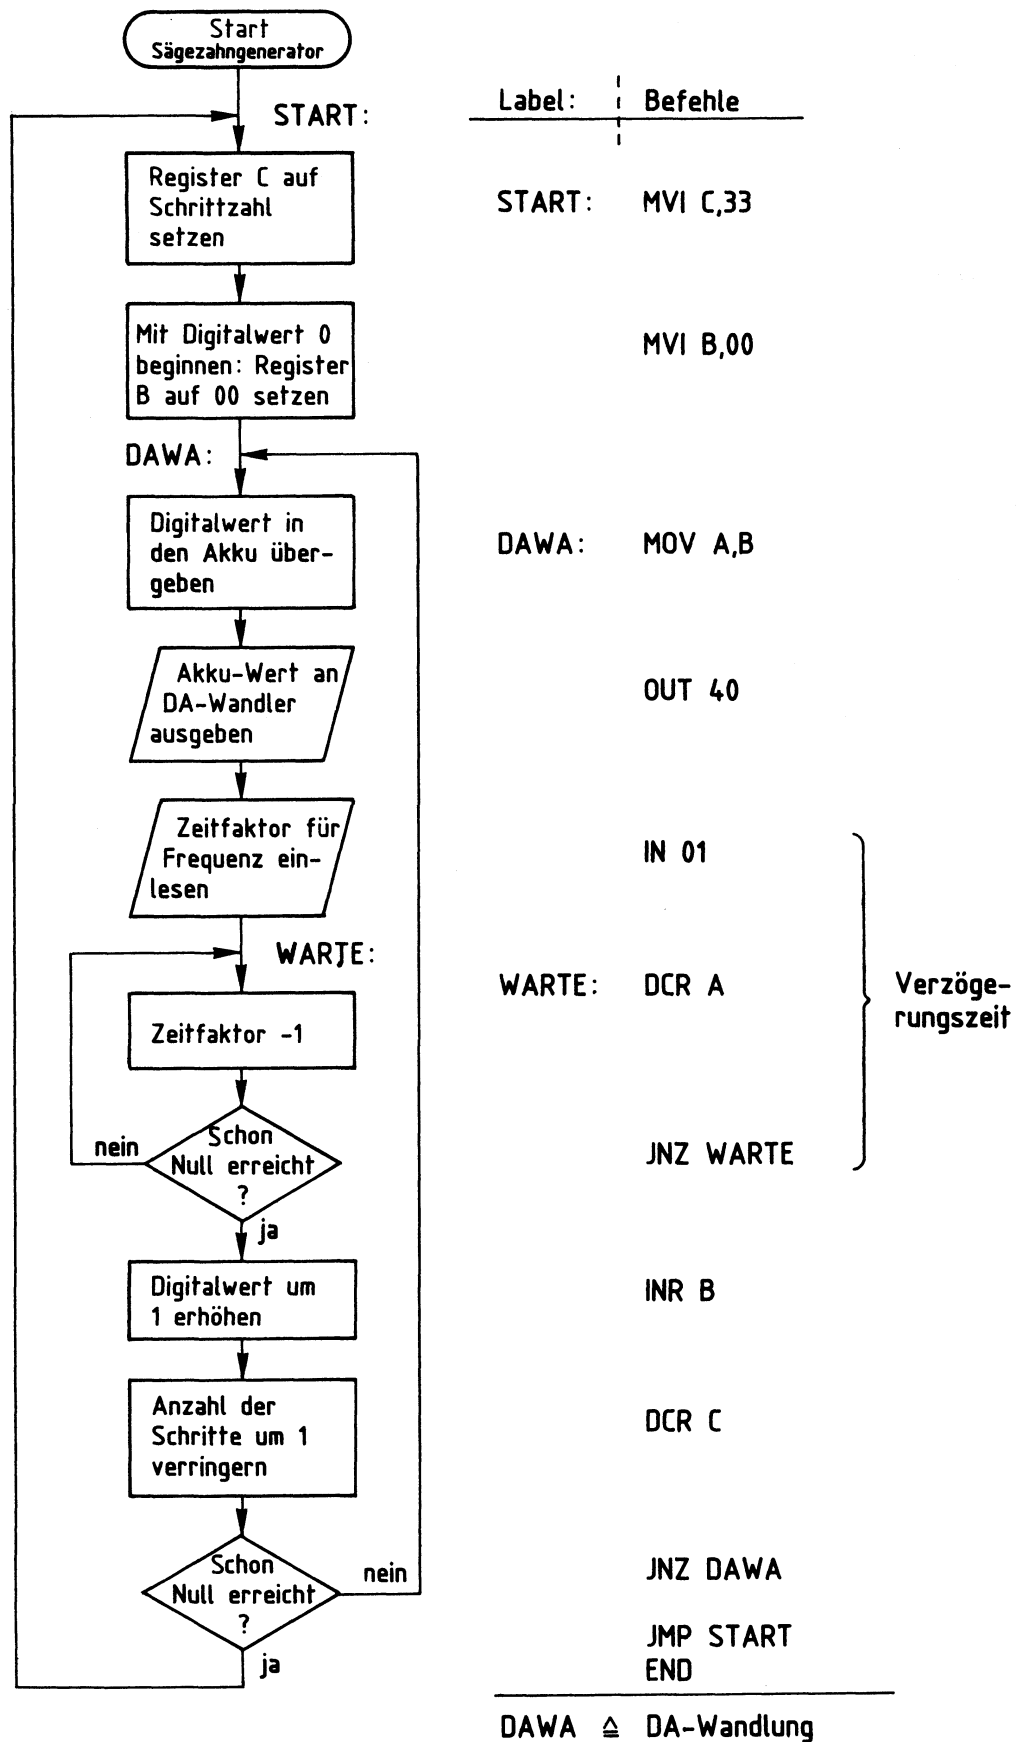 Start
Sägezahngenerator
START:
Register C auf
Schrittzahl
setzen
Mit Digitalwert 0
beginnen: Register
B auf 00 setzen
DAWA:
Digitalwert in
den Akku über-
geben
Akku-Wert an
DA-Wandler
ausgeben
Zeitfaktor für
Frequenz ein-
lesen
WARTE:
Zeitfaktor -1
Schon
Null erreicht
?
nein
ja
Digitalwert um
1 erhöhen
Anzahl der
Schritte um 1
verringern
Schon
Null erreicht
?
nein
ja
Label: Befehle
START: MVI C,33
MVI B,00
DAWA: MOV A,B
OUT 40
IN 01
WARTE: DCR A
JNZ WARTE
Verzöge-
rungszeit
INR B
DCR C
JNZ DAWA
JMP START
END
DAWA ≙ DA-Wandlung